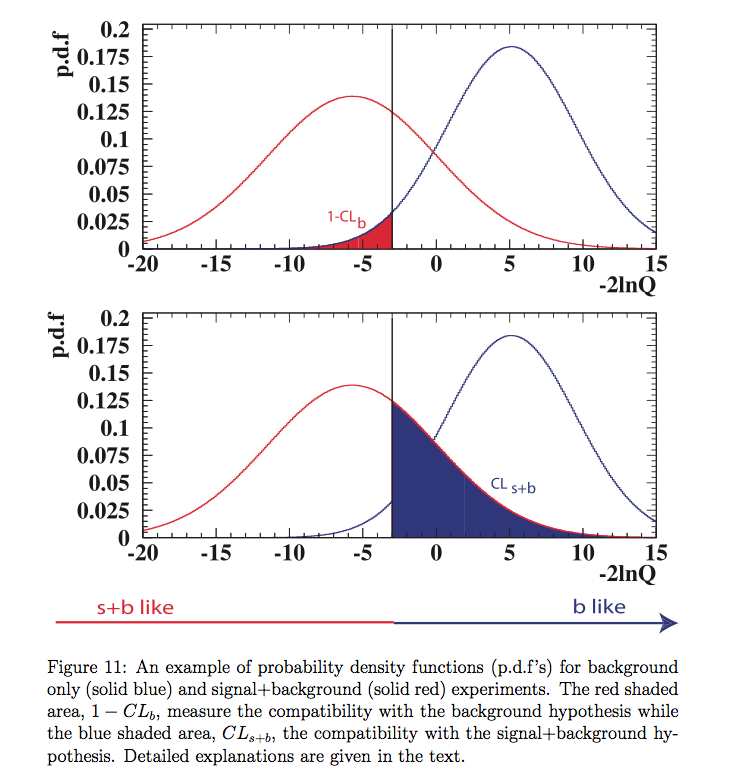 p.d.f
0.2
0.175
0.15
0.125
0.1
0.075
0.05
0.025
0
1-CLb
-20 -15 -10 -5 0 5 10 15
-2lnQ
p.d.f
0.2
0.175
0.15
0.125
0.1
0.075
0.05
0.025
0
CL s+b
-20 -15 -10 -5 0 5 10 15
-2lnQ
s+b like b like
Figure 11: An example of probability density functions (p.d.f's) for background
only (solid blue) and signal+background (solid red) experiments. The red shaded
area, 1 − CLb, measure the compatibility with the background hypothesis while
the blue shaded area, CLs+b, the compatibility with the signal+background hy-
pothesis. Detailed explanations are given in the text.